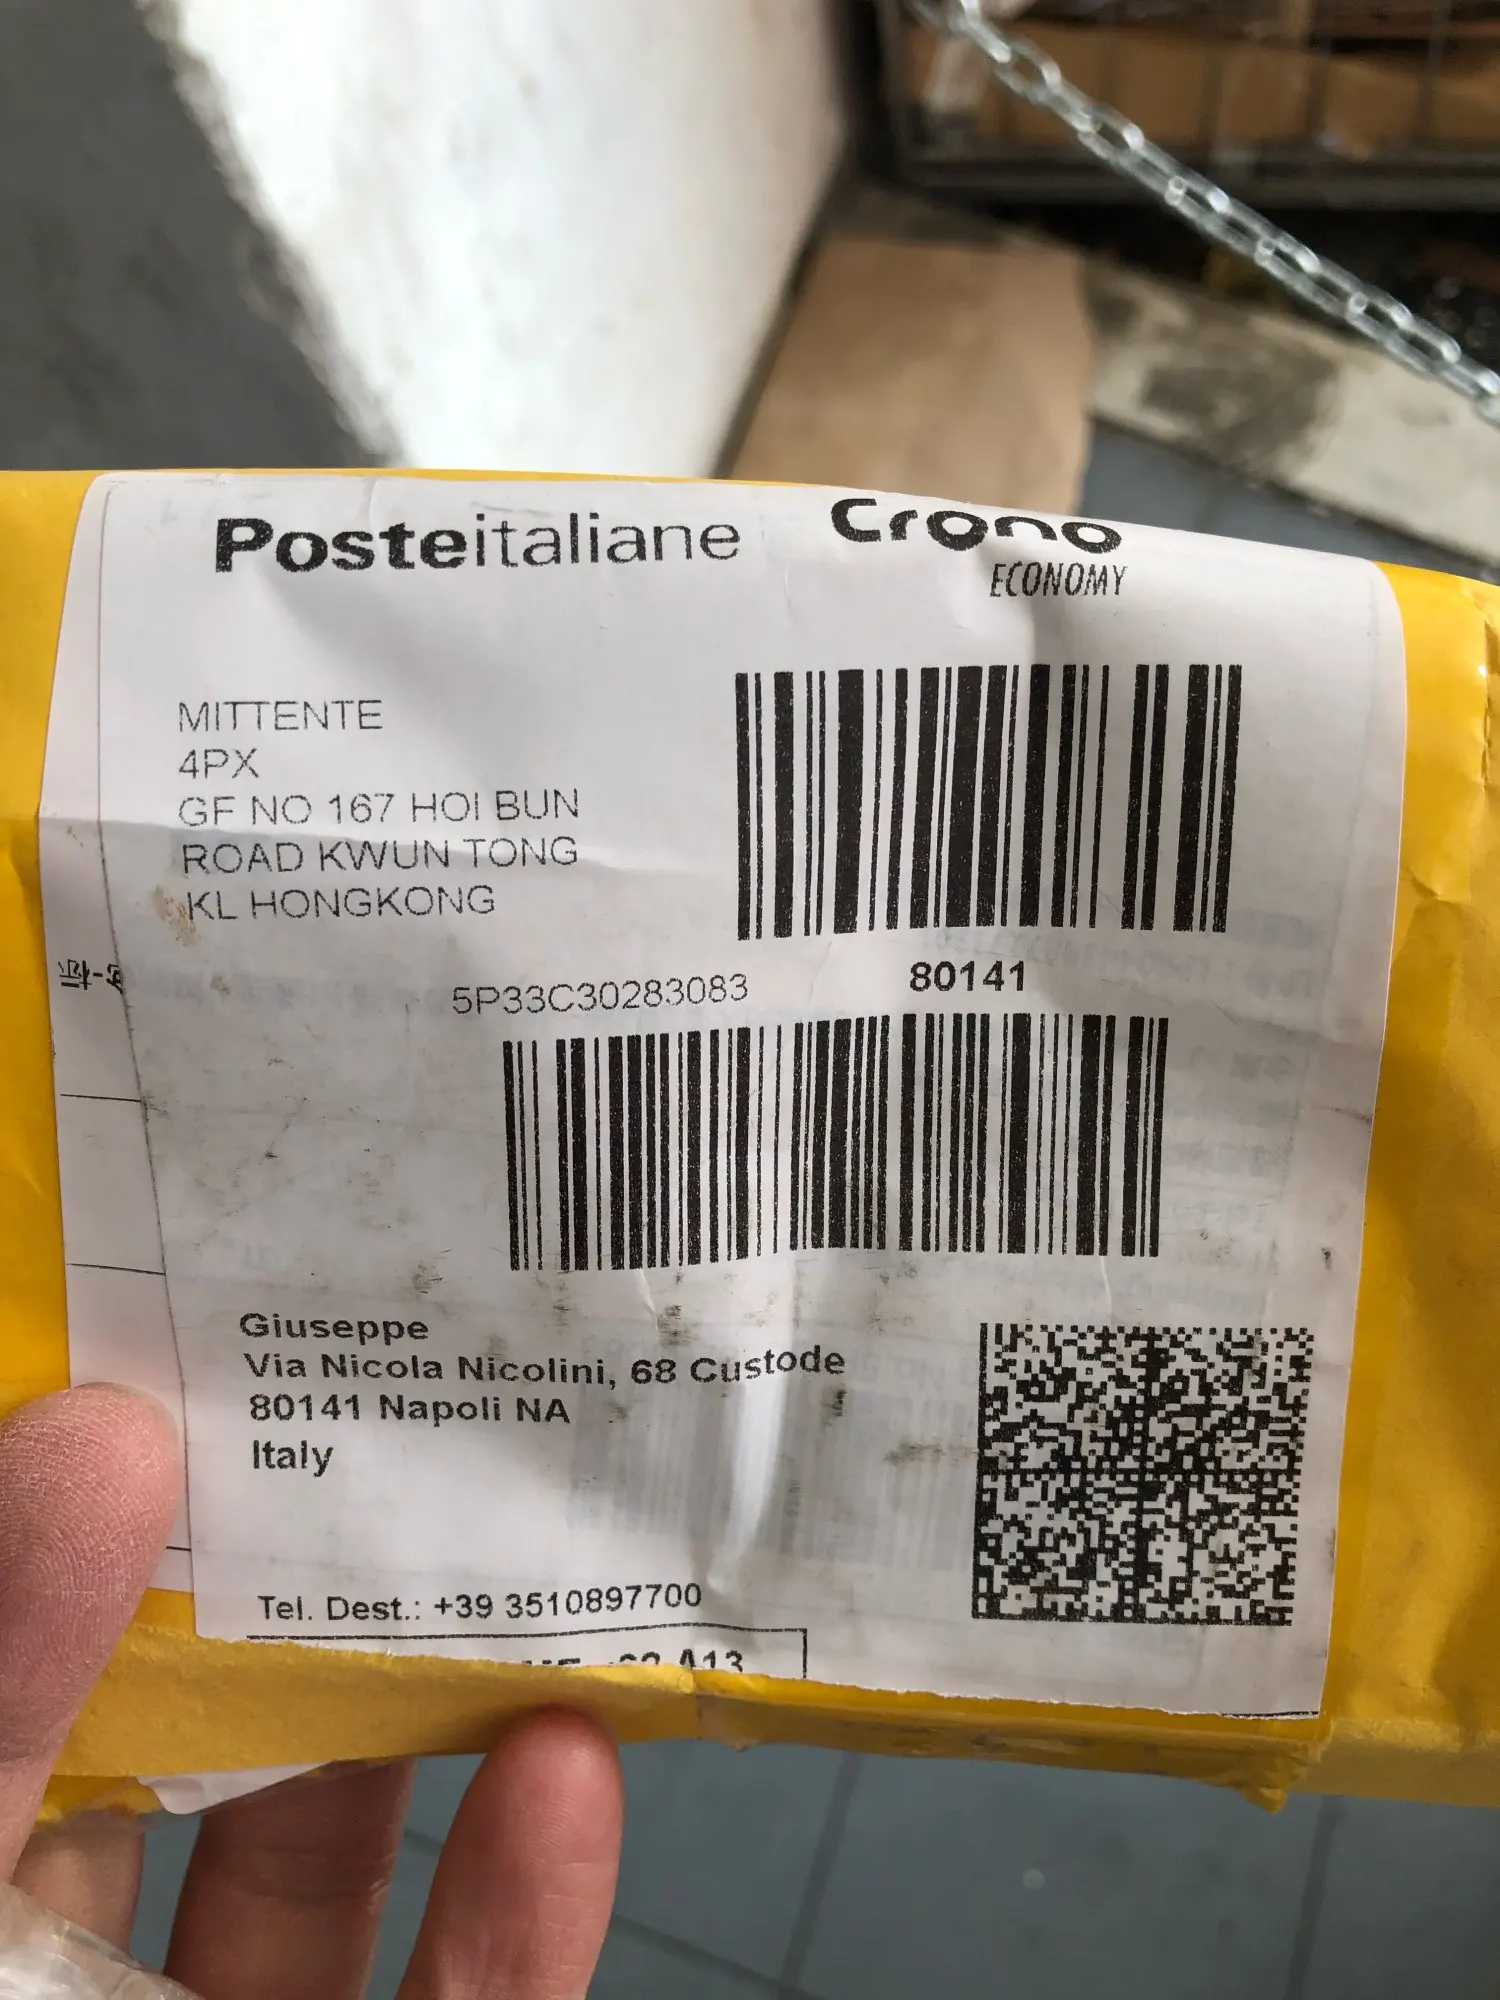 Posteitaliane
Crono
ECONOMY
MITTENTE
4PX
GF NO 167 HOI BUN
ROAD KWUN TONG
KL HONGKONG
5P33C30283083
80141
Giuseppe
Via Nicola Nicolini, 68 Custode
80141 Napoli NA
Italy
Tel. Dest.: +39 3510897700
A13